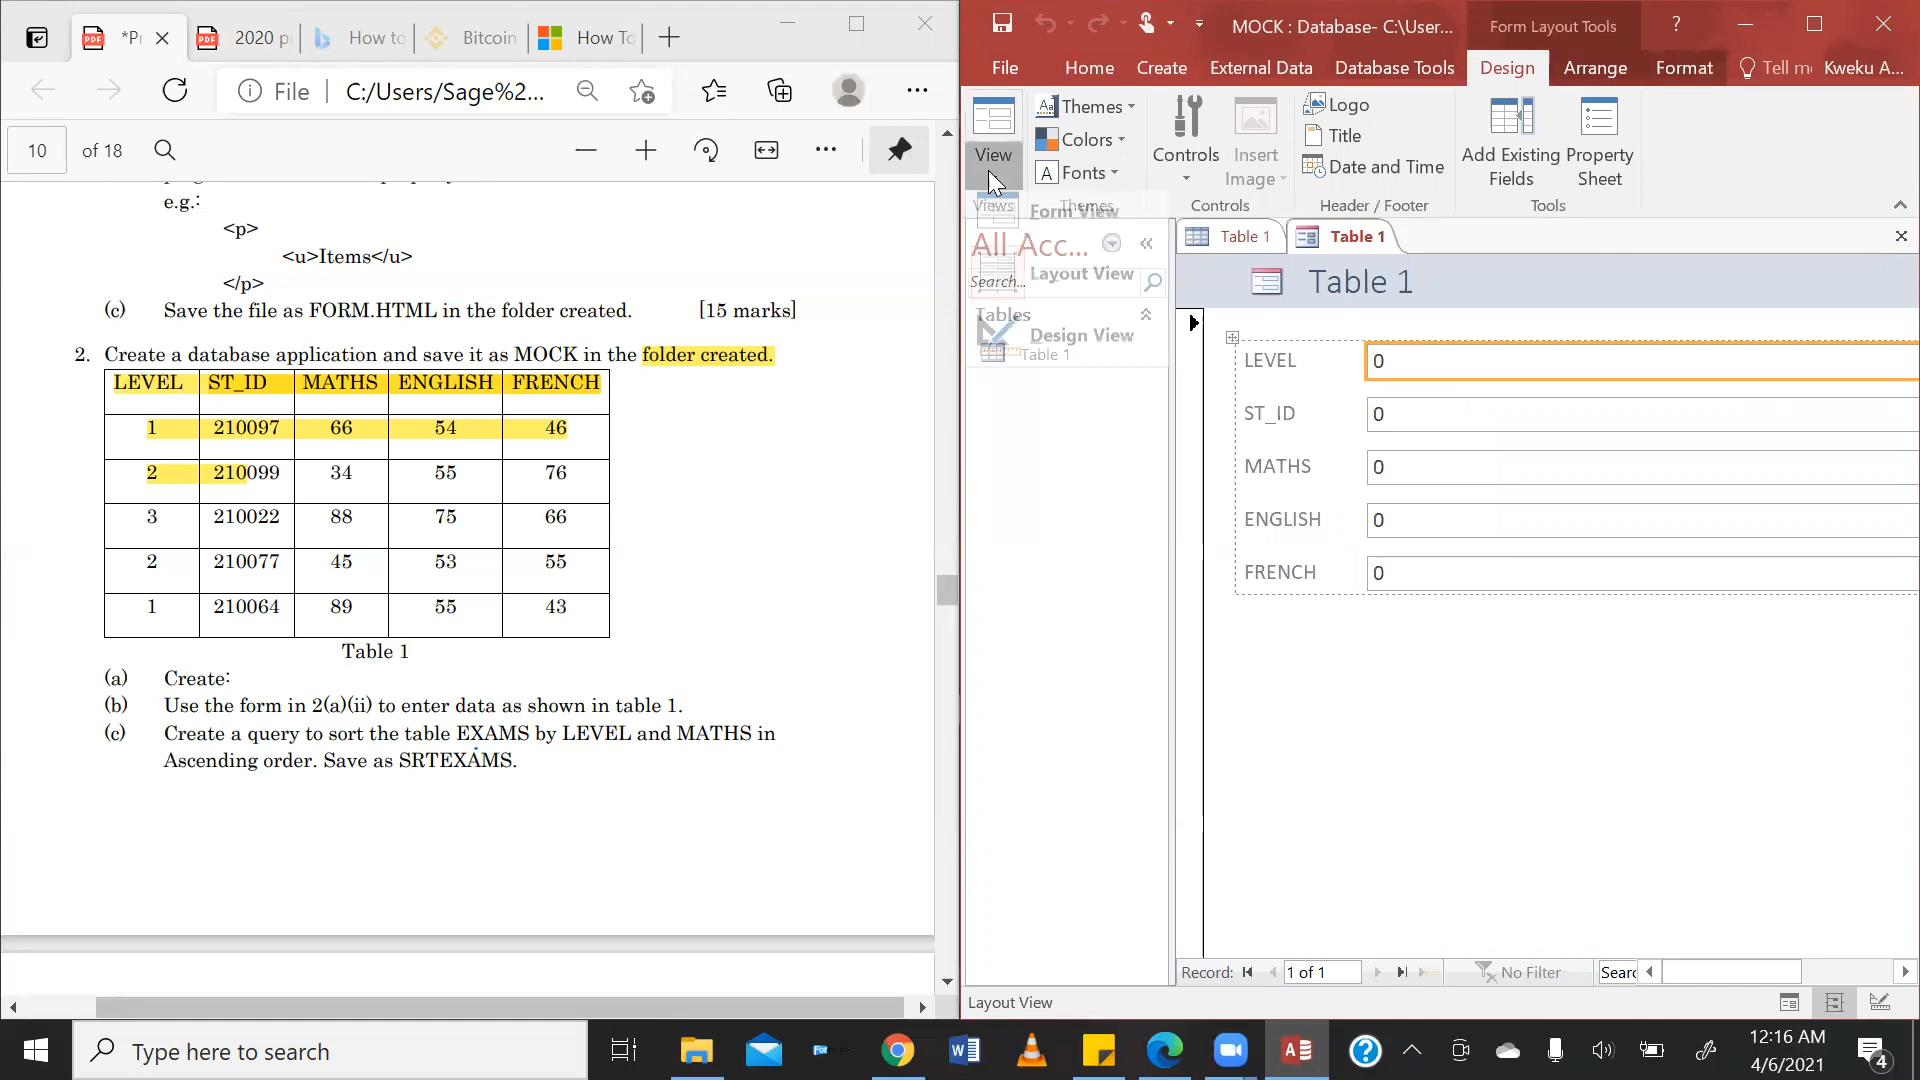 *Pr
2020 p
How to
Bitcoin
How To
File
C:/Users/Sage%2...
10
of 18
e.g.:
<p>
<u>Items</u>
</p>
(c) Save the file as FORM.HTML in the folder created. [15 marks]
2. Create a database application and save it as MOCK in the folder created.
LEVEL ST_ID MATHS ENGLISH FRENCH
1 210097 66 54 46
2 210099 34 55 76
3 210022 88 75 66
2 210077 45 53 55
1 210064 89 55 43
Table 1
(a) Create:
(b) Use the form in 2(a)(ii) to enter data as shown in table 1.
(c) Create a query to sort the table EXAMS by LEVEL and MATHS in
Ascending order. Save as SRTEXAMS.
MOCK : Database- C:\User...
Form Layout Tools
?
File Home Create External Data Database Tools Design Arrange Format Tell m Kweku A...
View
Themes
Colors
Fonts
Controls
Insert Image
Logo
Title
Date and Time
Add Existing Fields
Property Sheet
Views Themes Controls Header / Footer Tools
Form View
Layout View
Design View
All Acc...
Search...
Tables
Table 1
Table 1
Table 1
Table 1
LEVEL 0
ST_ID 0
MATHS 0
ENGLISH 0
FRENCH 0
Record: 1 of 1 No Filter Searc
Layout View
Type here to search
12:16 AM
4/6/2021
4